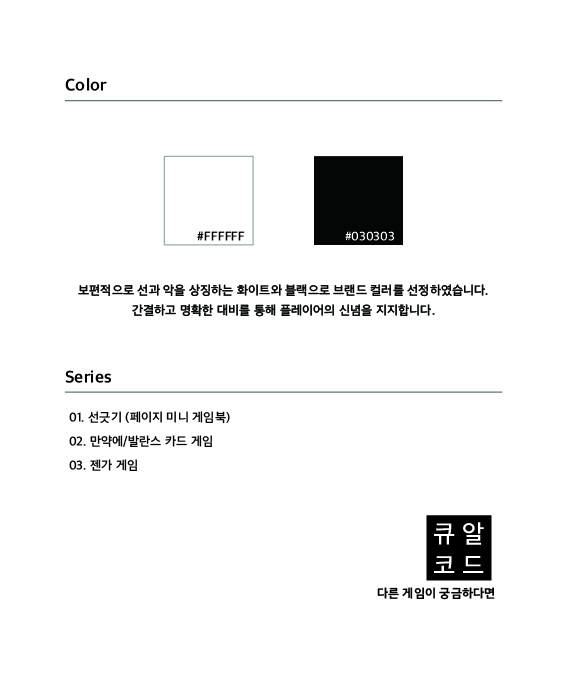 Color
#FFFFFF
#030303
보편적으로 선과 악을 상징하는 화이트와 블랙으로 브랜드 컬러를 선정하였습니다.
간결하고 명확한 대비를 통해 플레이어의 신념을 지지합니다.
Series
01. 선긋기 (페이지 미니 게임북)
02. 만약에/발란스 카드 게임
03. 젠가 게임
큐알
코드
다른 게임이 궁금하다면